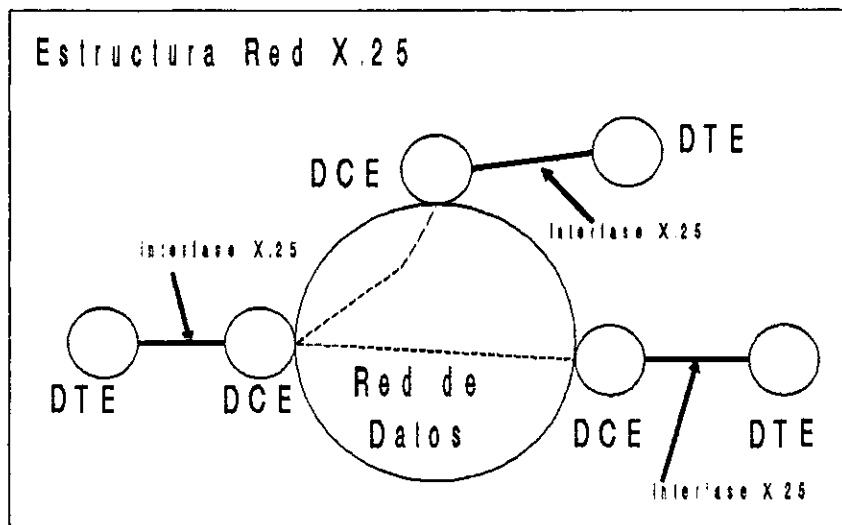 Estructura Red X.25
DTE
DCE
Interfase X.25
Interfase X.25
DTE
DCE
Red de
Datos
DCE
DTE
Interfase X.25